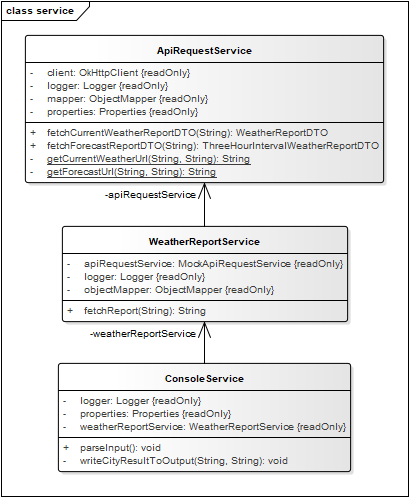 class service
ApiRequestService
- client: OkHttpClient {readOnly}
- logger: Logger {readOnly}
- mapper: ObjectMapper {readOnly}
- properties: Properties {readOnly}
+ fetchCurrentWeatherReportDTO(String): WeatherReportDTO
+ fetchForecastReportDTO(String): ThreeHourIntervalWeatherReportDTO
- getCurrentWeatherUrl(String, String): String
- getForecastUrl(String, String): String
-apiRequestService
WeatherReportService
- apiRequestService: MockApiRequestService {readOnly}
- logger: Logger {readOnly}
- objectMapper: ObjectMapper {readOnly}
+ fetchReport(String): String
-weatherReportService
ConsoleService
- logger: Logger {readOnly}
- properties: Properties {readOnly}
- weatherReportService: WeatherReportService {readOnly}
+ parseInput(): void
- writeCityResultToOutput(String, String): void